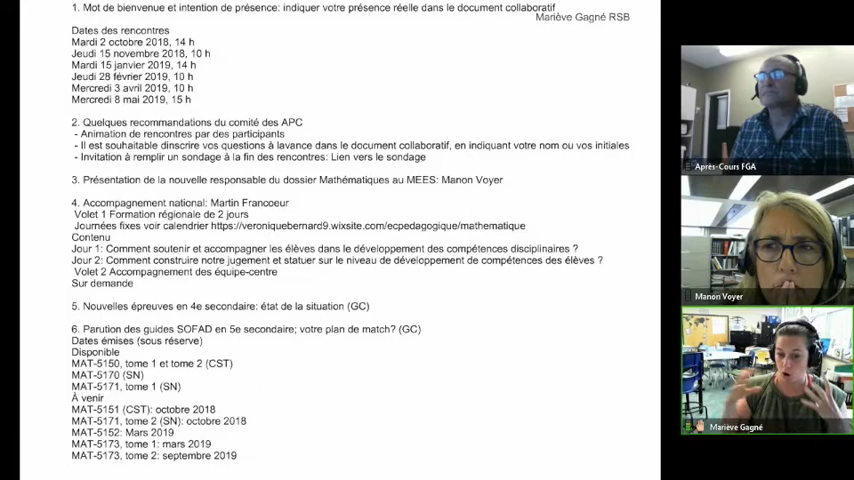 1. Mot de bienvenue et intention de présence: indiquer votre présence réelle dans le document collaboratif
Mariève Gagné RSB
Dates des rencontres
Mardi 2 octobre 2018, 14 h
Jeudi 15 novembre 2018, 10 h
Mardi 15 janvier 2019, 14 h
Jeudi 28 février 2019, 10 h
Mercredi 3 avril 2019, 10 h
Mercredi 8 mai 2019, 15 h
2. Quelques recommandations du comité des APC
- Animation de rencontres par des participants
- Il est souhaitable dinscrire vos questions à lavance dans le document collaboratif, en indiquant votre nom ou vos initiales
- Invitation à remplir un sondage à la fin des rencontres: Lien vers le sondage
3. Présentation de la nouvelle responsable du dossier Mathématiques au MEES: Manon Voyer
4. Accompagnement national: Martin Francoeur
Volet 1 Formation régionale de 2 jours
Journées fixes voir calendrier https://veroniquebernard9.wixsite.com/ecpedagogique/mathematique
Contenu
Jour 1: Comment soutenir et accompagner les élèves dans le développement des compétences disciplinaires ?
Jour 2: Comment construire notre jugement et statuer sur le niveau de développement de compétences des élèves ?
Volet 2 Accompagnement des équipe-centre
Sur demande
5. Nouvelles épreuves en 4e secondaire: état de la situation (GC)
6. Parution des guides SOFAD en 5e secondaire; votre plan de match? (GC)
Dates émises (sous réserve)
Disponible
MAT-5150, tome 1 et tome 2 (CST)
MAT-5170 (SN)
MAT-5171, tome 1 (SN)
À venir
MAT-5151 (CST): octobre 2018
MAT-5171, tome 2 (SN): octobre 2018
MAT-5152: Mars 2019
MAT-5173, tome 1: mars 2019
MAT-5173, tome 2: septembre 2019
Après-Cours FGA
Manon Voyer
Mariève Gagné